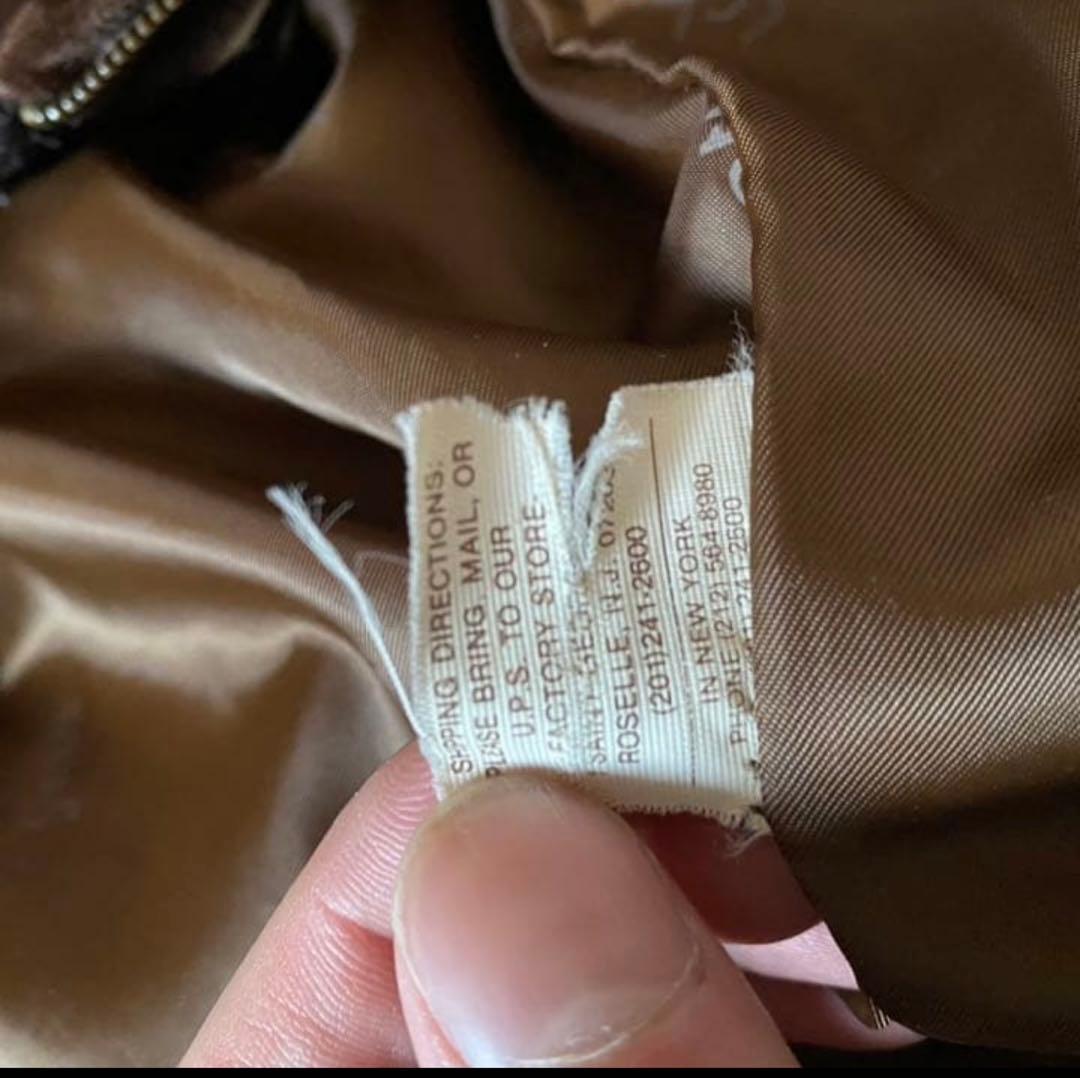 SHIPPING DIRECTIONS:
PLEASE BRING MAIL, OR
U.P.S. TO OUR
FACTORY STORE.
ROSELLE, N.J.
(201)241-2600
IN NEW YORK
PHONE (212) 564-8980